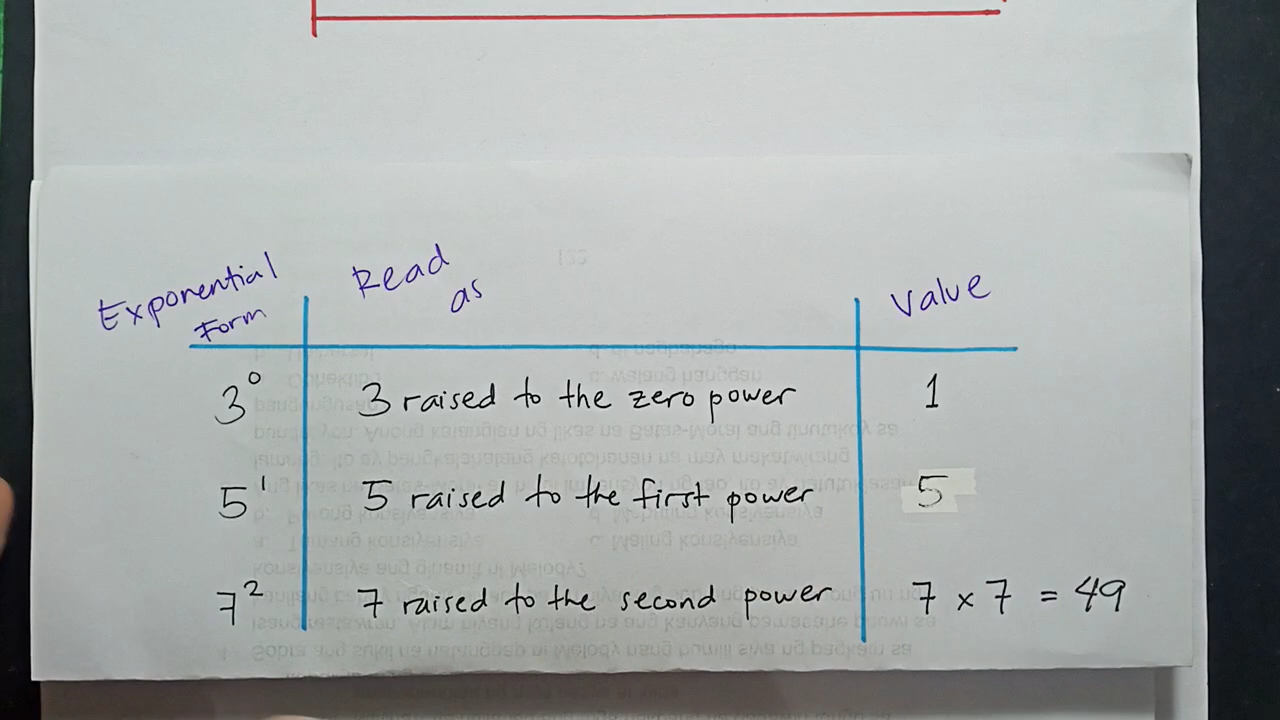 Exponential Form Read as Value
3⁰ 3 raised to the zero power 1
5¹ 5 raised to the first power 5
7² 7 raised to the second power 7 x 7 = 49